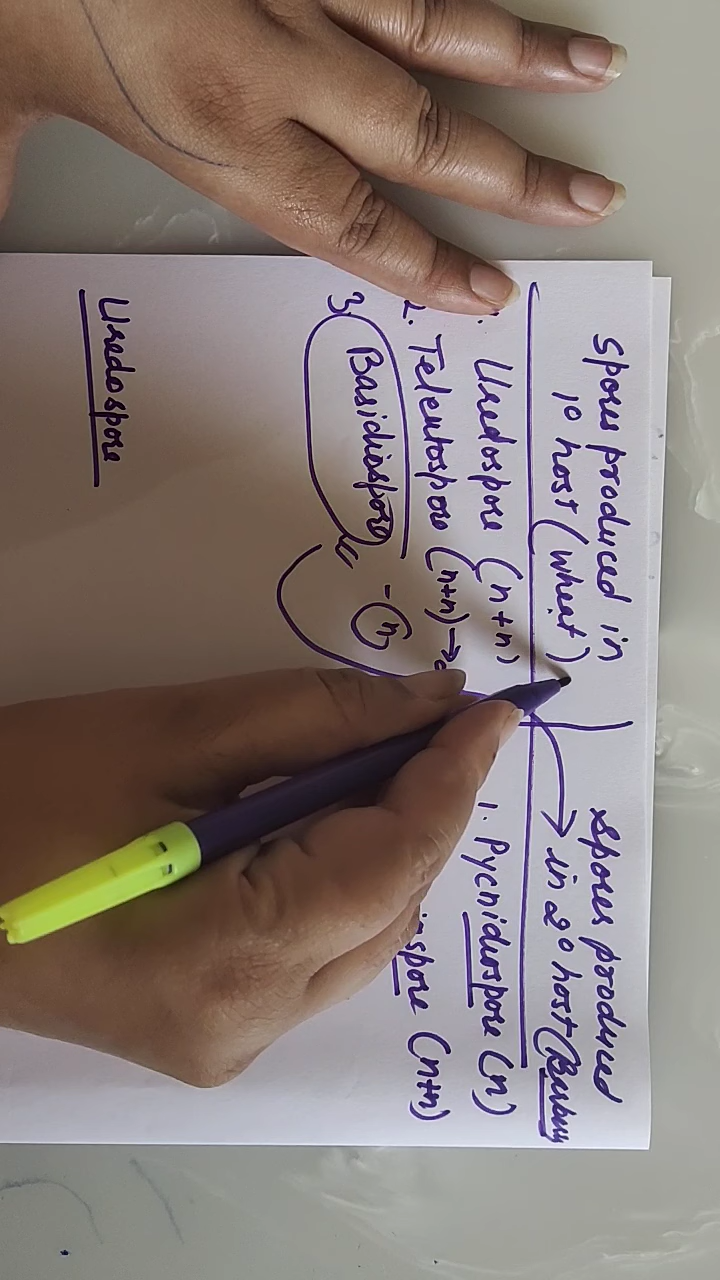 Spores produced in
1° host (wheat)
1. Uredospore (n+n)
2. Teleutospore (n+n) →
3. Basidiospore - (n)
Spores produced
in 2° host (Berbery
1. Pycnidiospore (n)
spore (n+n)
Uredospore